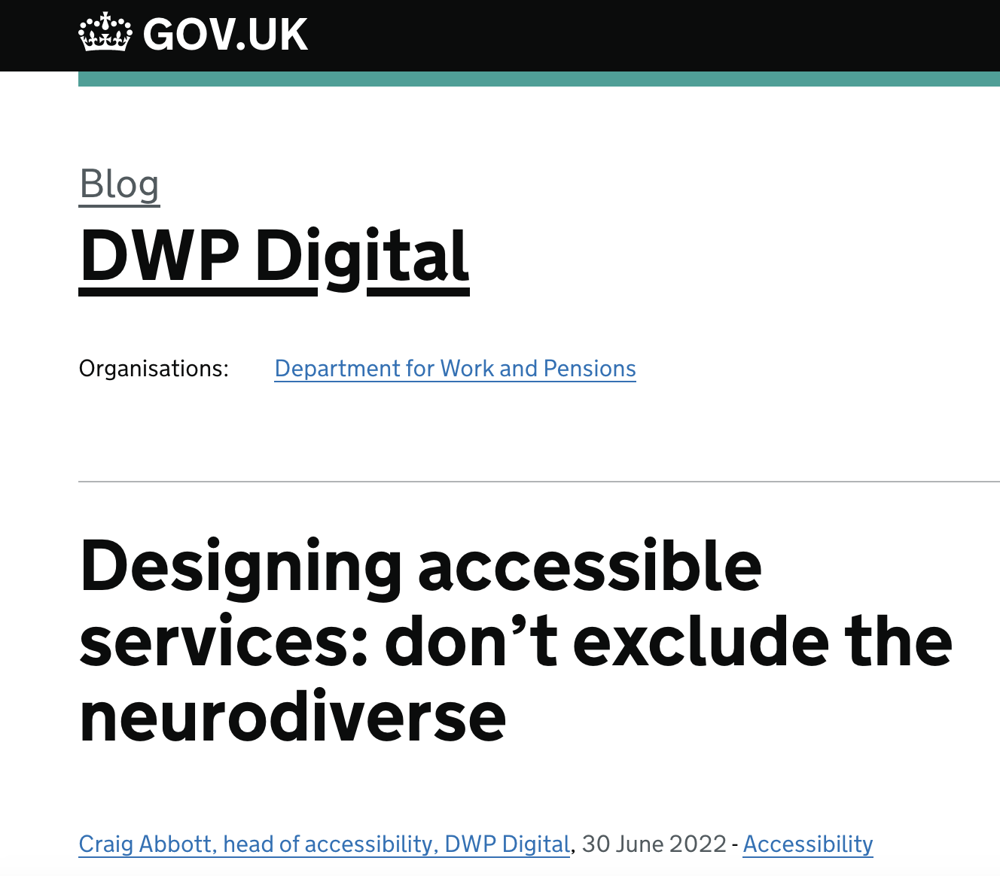 GOV.UK
Blog
DWP Digital
Organisations: Department for Work and Pensions
Designing accessible
services: don’t exclude the
neurodiverse
Craig Abbott, head of accessibility, DWP Digital, 30 June 2022 - Accessibility